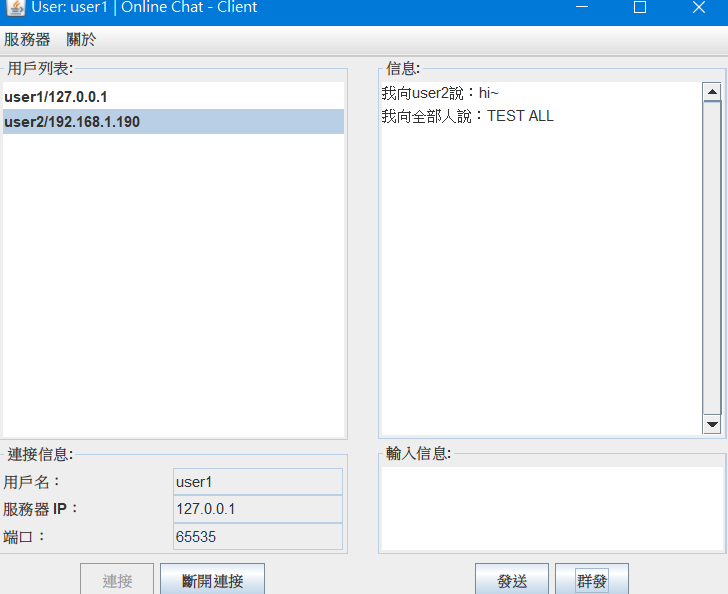 User: user1 | Online Chat - Client
服務器 關於
用戶列表:
user1/127.0.0.1
user2/192.168.1.190
信息:
我向user2說：hi~
我向全部人說：TEST ALL
連接信息:
用戶名：
user1
服務器 IP：
127.0.0.1
端口：
65535
連接
斷開連接
輸入信息:
發送
群發